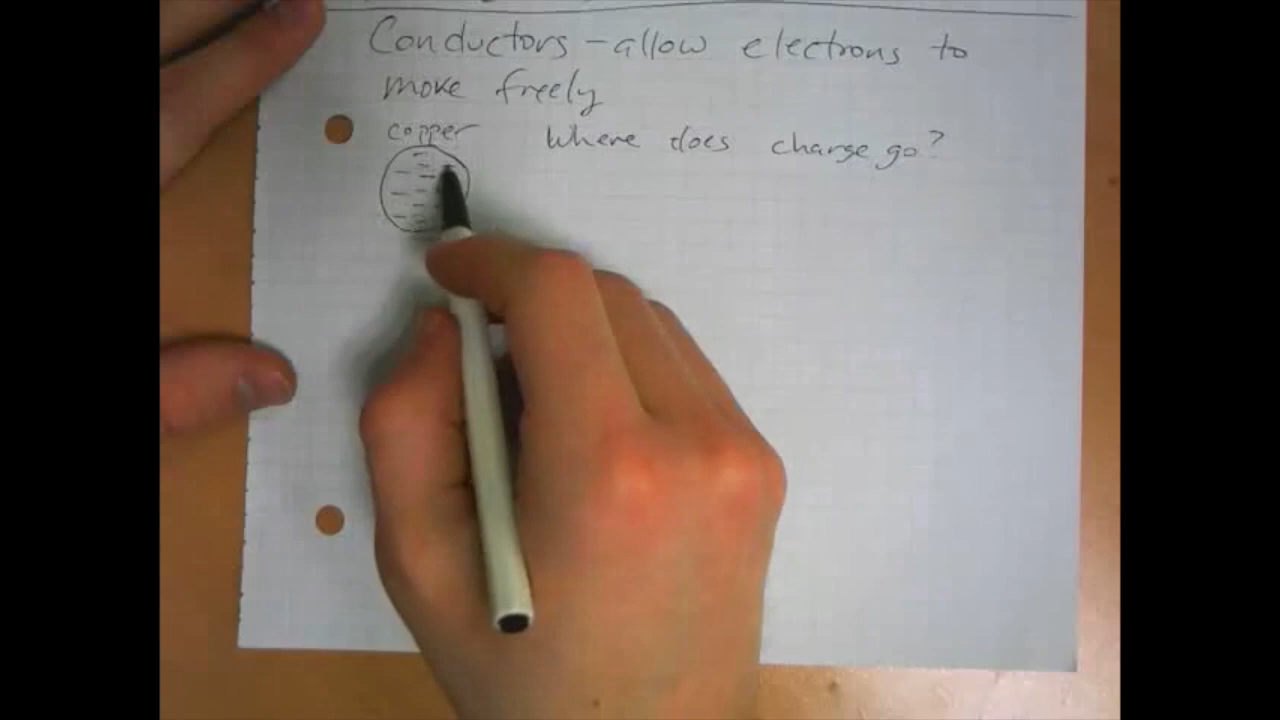 Conductors - allow electrons to
move freely
copper Where does charge go?